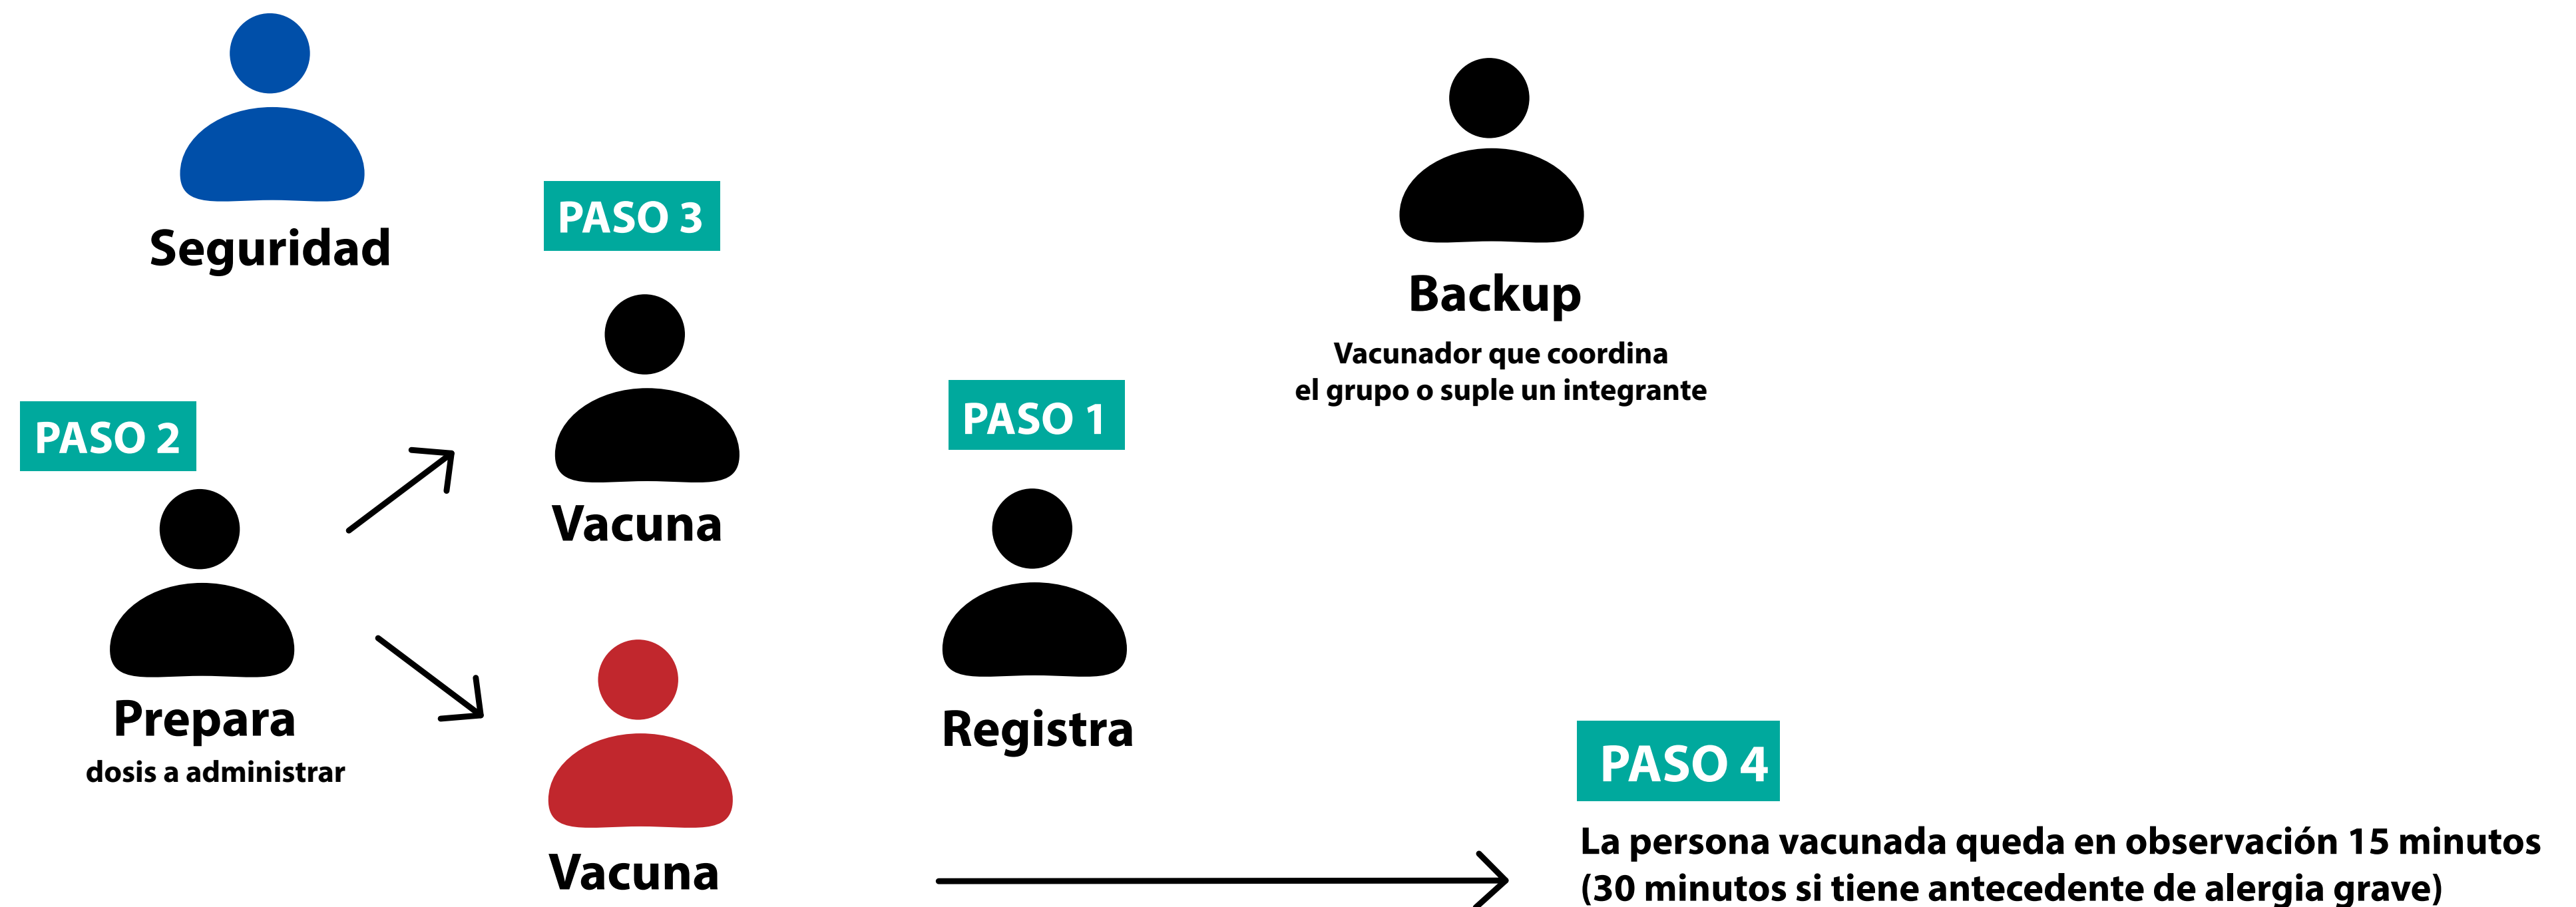 Seguridad
PASO 3
Vacuna
PASO 2
Prepara
dosis a administrar
Vacuna
PASO 1
Registra
Backup
Vacunador que coordina
el grupo o suple un integrante
PASO 4
La persona vacunada queda en observación 15 minutos
(30 minutos si tiene antecedente de alergia grave)